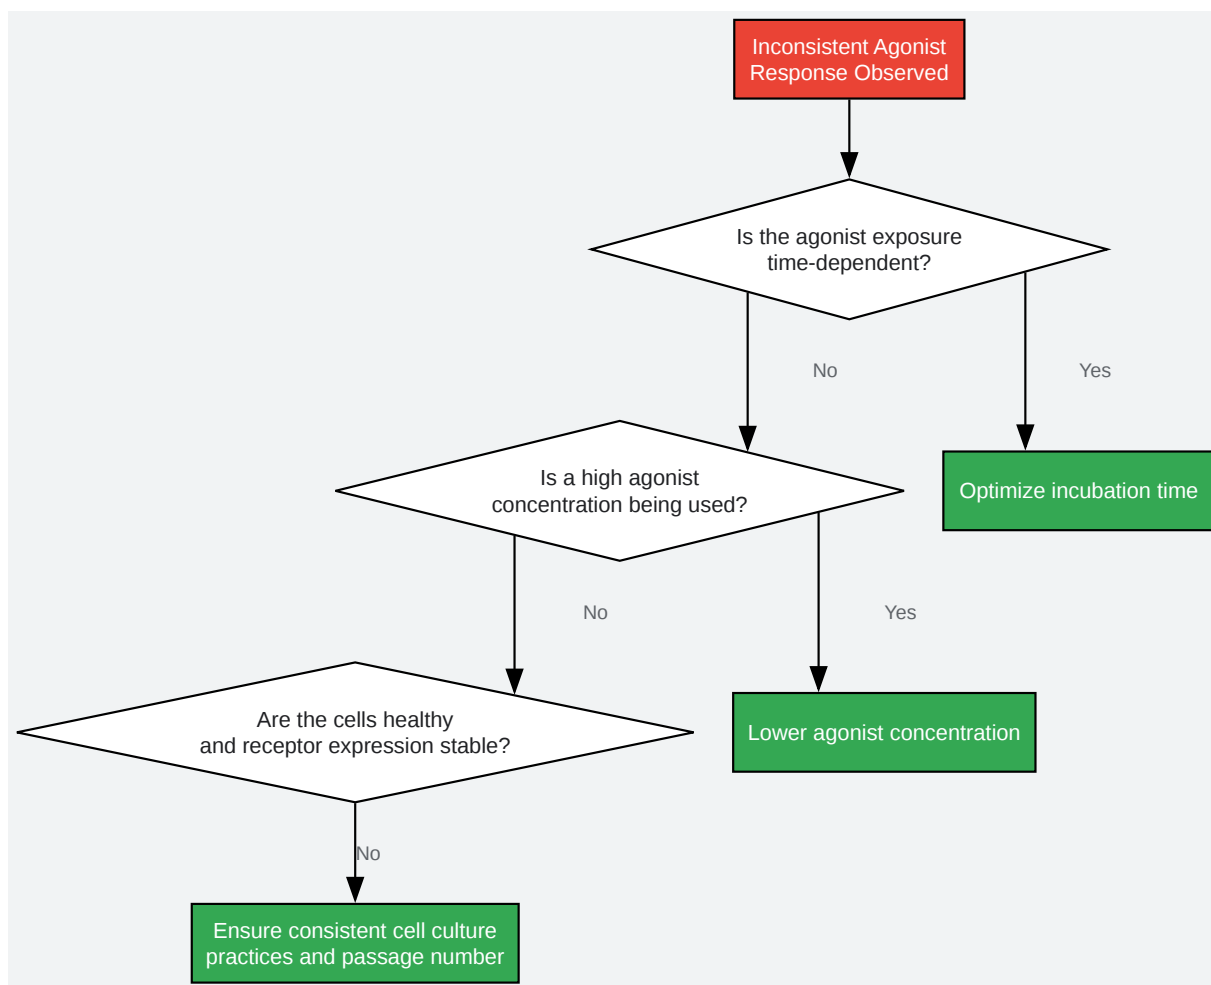 Inconsistent Agonist
Response Observed
Is the agonist exposure
time-dependent?
No
Yes
Is a high agonist
concentration being used?
Optimize incubation time
No
Yes
Are the cells healthy
and receptor expression stable?
Lower agonist concentration
No
Ensure consistent cell culture
practices and passage number